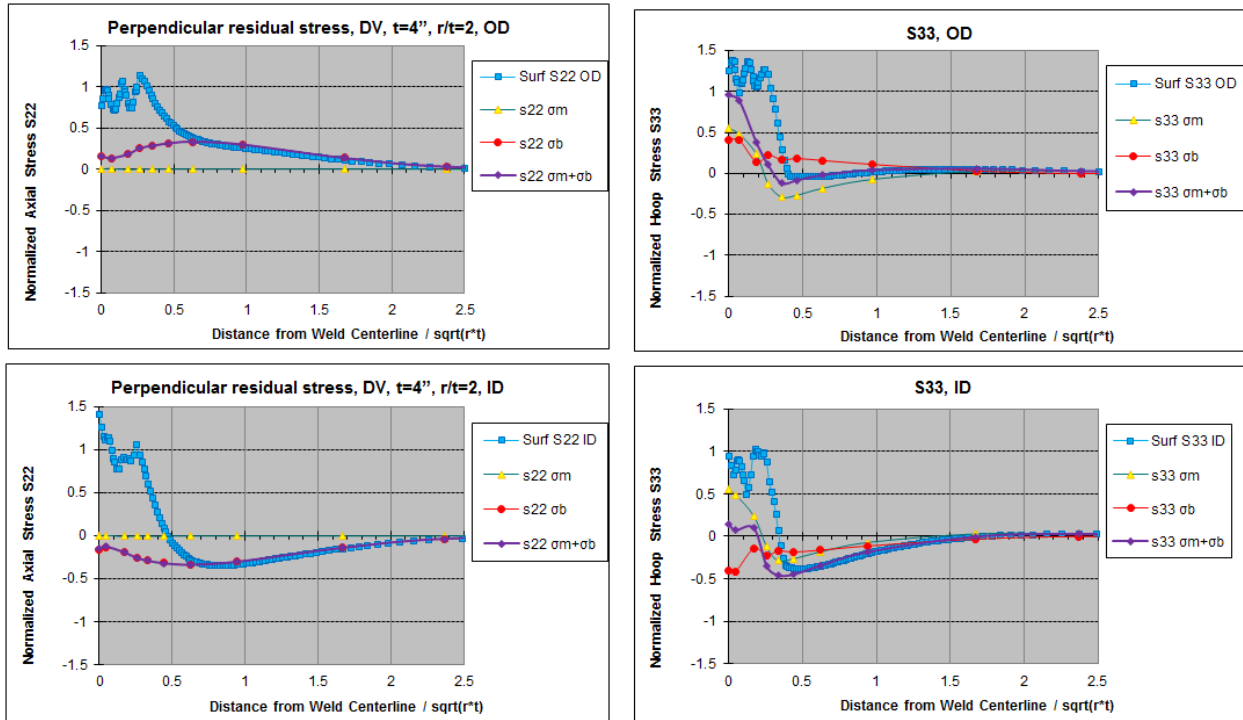 Perpendicular residual stress, DV, t=4”, r/t=2, OD
Normalized Axial Stress S22
1.5
1
0.5
0
-0.5
-1
-1.5
0 0.5 1 1.5 2 2.5
Distance from Weld Centerline / sqrt(r*t)
Surf S22 OD
s22 σm
s22 σb
s22 σm+σb
S33, OD
Normalized Hoop Stress S33
1.5
1
0.5
0
-0.5
-1
-1.5
0 0.5 1 1.5 2 2.5
Distance from Weld Centerline / sqrt(r*t)
Surf S33 OD
s33 σm
s33 σb
s33 σm+σb
Perpendicular residual stress, DV, t=4”, r/t=2, ID
Normalized Axial Stress S22
1.5
1
0.5
0
-0.5
-1
-1.5
0 0.5 1 1.5 2 2.5
Distance from Weld Centerline / sqrt(r*t)
Surf S22 ID
s22 σm
s22 σb
s22 σm+σb
S33, ID
Normalized Hoop Stress S33
1.5
1
0.5
0
-0.5
-1
-1.5
0 0.5 1 1.5 2 2.5
Distance from Weld Centerline / sqrt(r*t)
Surf S33 ID
s33 σm
s33 σb
s33 σm+σb